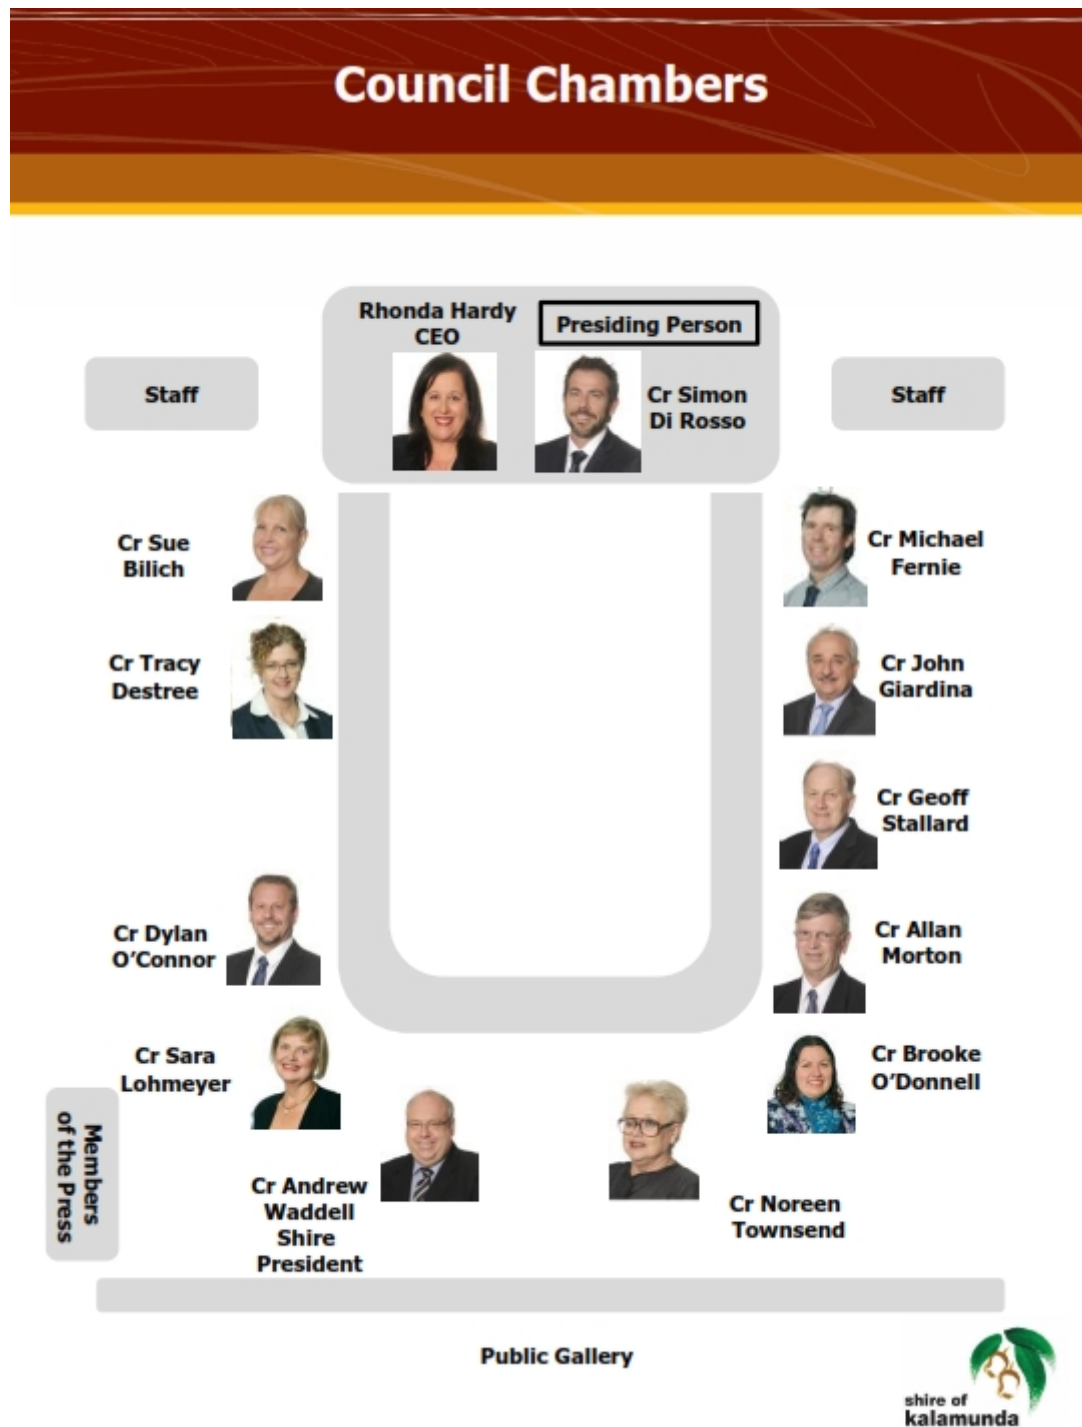 Council Chambers
Rhonda Hardy
CEO
Presiding Person
Cr Simon
Di Rosso
Staff
Staff
Cr Sue
Bilich
Cr Michael
Fernie
Cr Tracy
Destree
Cr John
Giardina
Cr Geoff
Stallard
Cr Dylan
O'Connor
Cr Allan
Morton
Cr Sara
Lohmeyer
Cr Brooke
O'Donnell
Members
of the Press
Cr Andrew
Waddell
Shire
President
Cr Noreen
Townsend
Public Gallery
shire of
kalamunda